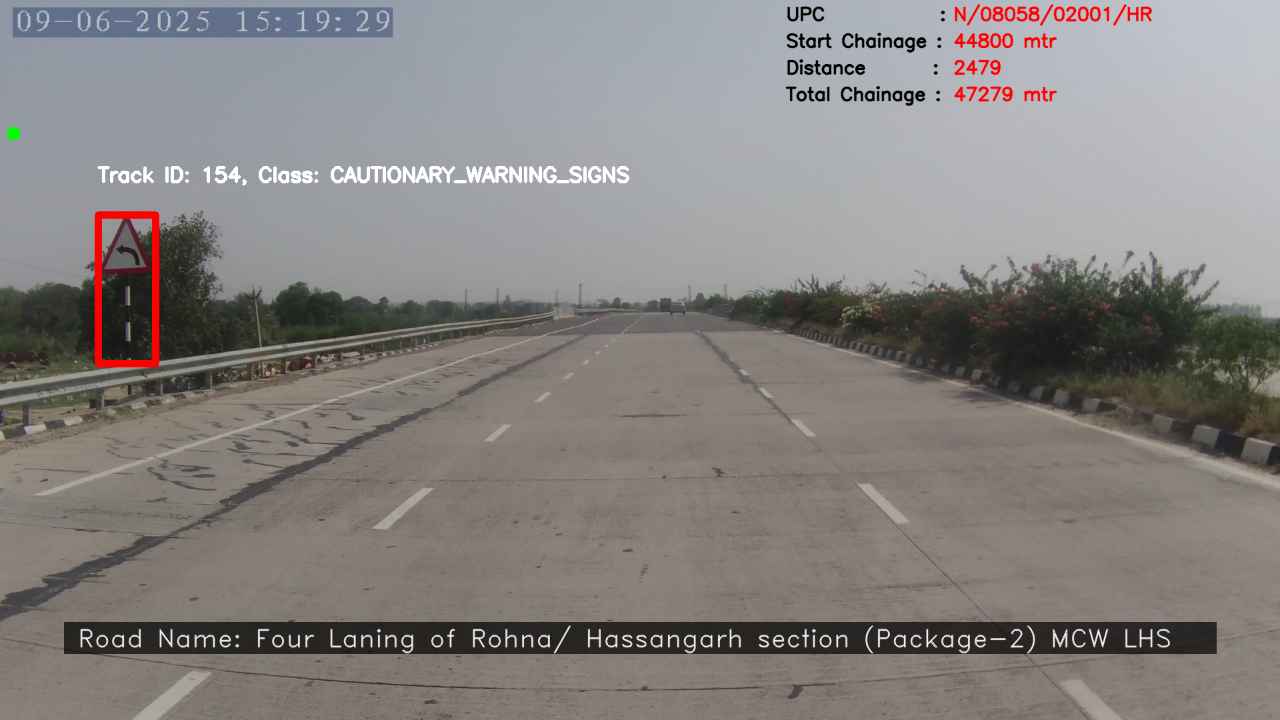 09-06-2025 15:19:29
UPC : N/08058/02001/HR
Start Chainage : 44800 mtr
Distance : 2479
Total Chainage : 47279 mtr
Track ID: 154, Class: CAUTIONARY_WARNING_SIGNS
Road Name: Four Laning of Rohna/ Hassangarh section (Package-2) MCW LHS